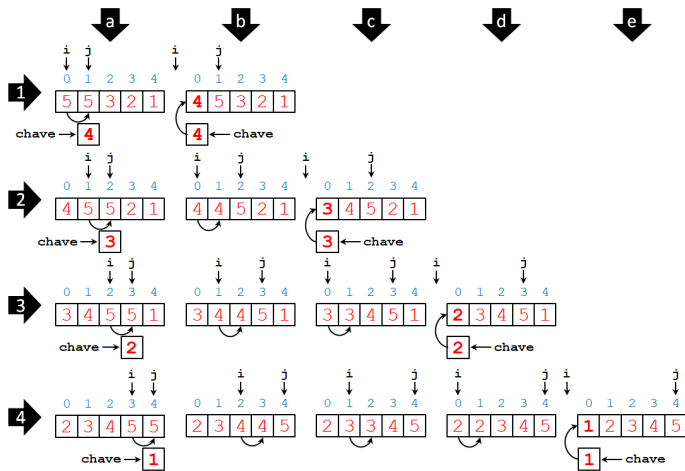 a b c d e
i j i j
0 1 2 3 4 0 1 2 3 4
1 5 5 3 2 1 4 5 3 2 1
chave 4 4 chave
i j i j i j
0 1 2 3 4 0 1 2 3 4 0 1 2 3 4
2 4 5 5 2 1 4 4 5 2 1 3 4 5 2 1
chave 3 3 chave
i j i j i j i j
0 1 2 3 4 0 1 2 3 4 0 1 2 3 4 0 1 2 3 4
3 3 4 5 5 1 3 4 4 5 1 3 3 4 5 1 2 3 4 5 1
chave 2 2 chave
i j i j i j i j i j
0 1 2 3 4 0 1 2 3 4 0 1 2 3 4 0 1 2 3 4 0 1 2 3 4
4 2 3 4 5 5 2 3 4 4 5 2 3 3 4 5 2 2 3 4 5 1 2 3 4 5
chave 1 1 chave